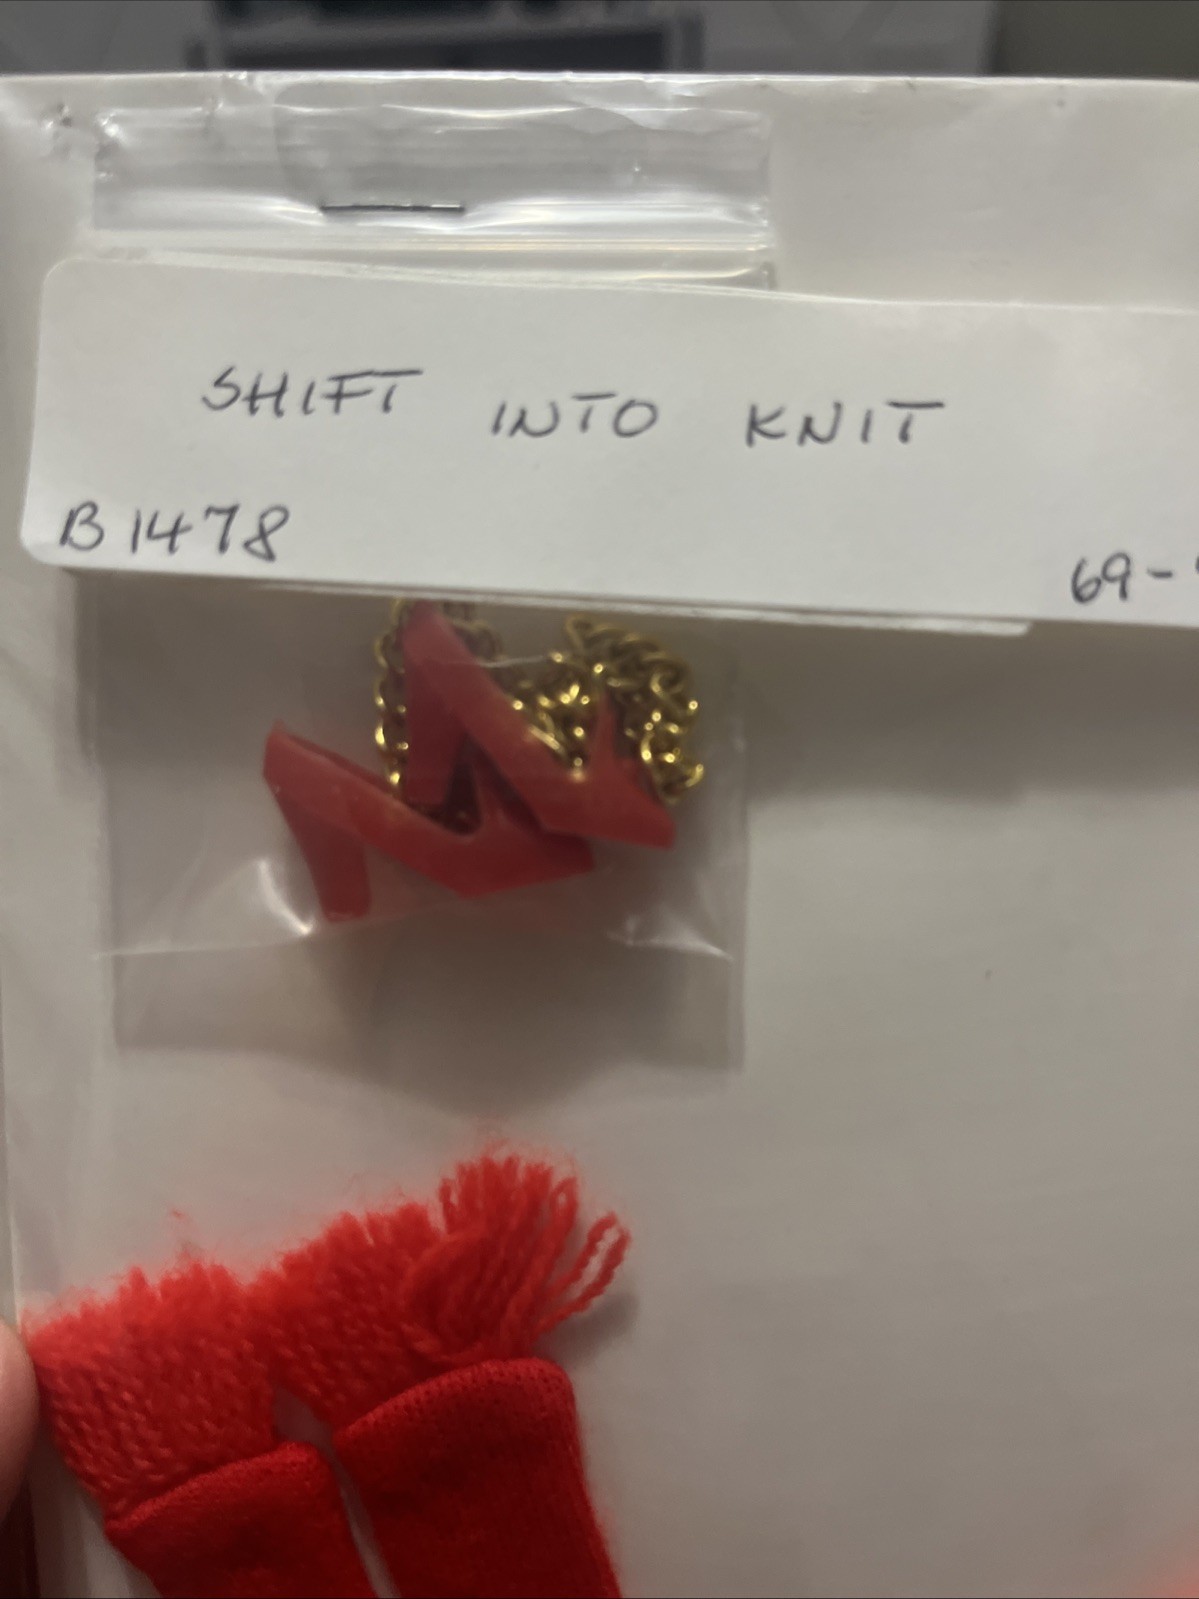 SHIFT INTO KNIT
B1478
69-